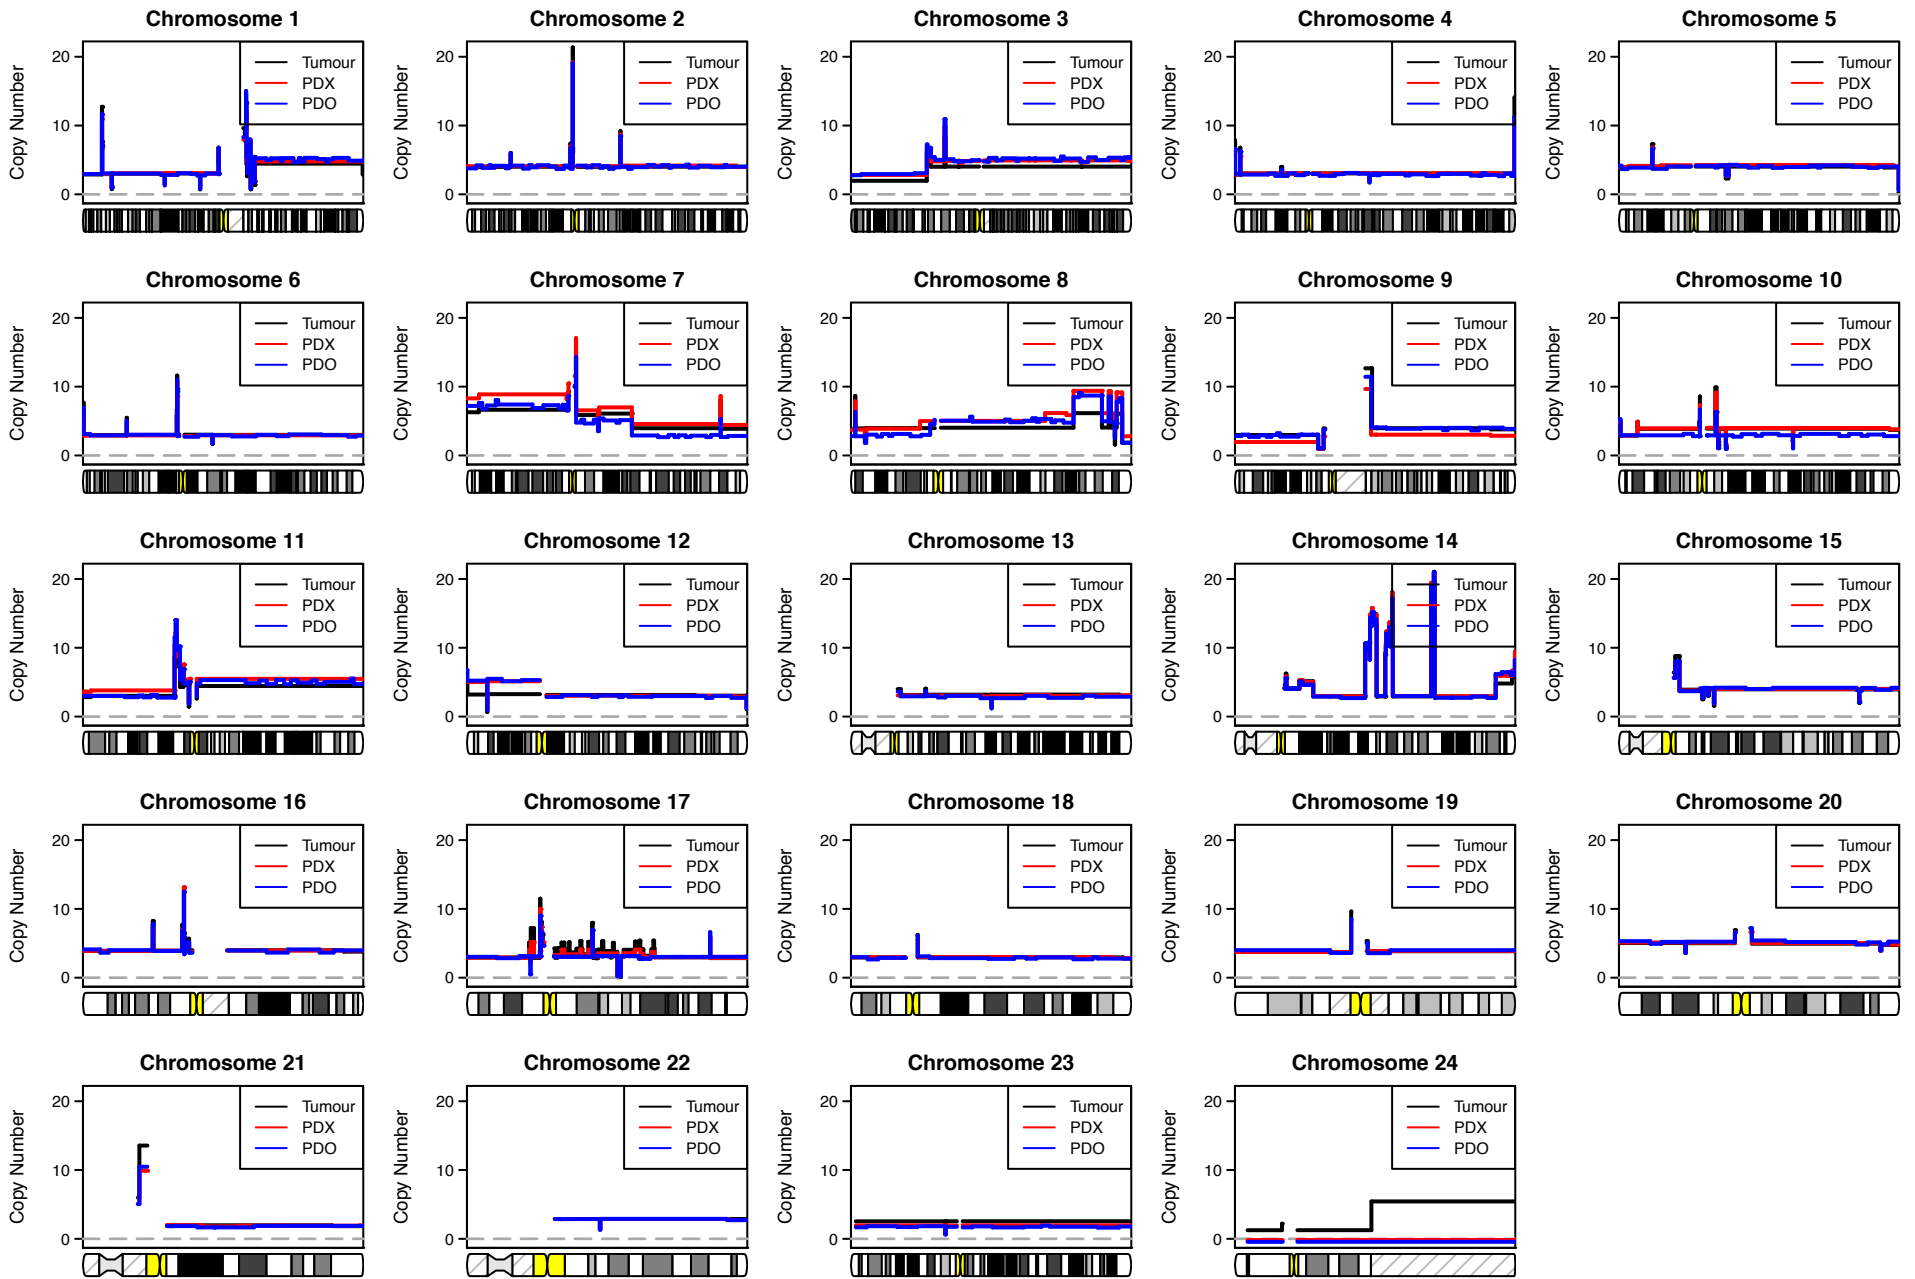 Chromosome 1
Copy Number
20
10
0
Tumour
PDX
PDO
Chromosome 2
Copy Number
20
10
0
Tumour
PDX
PDO
Chromosome 3
Copy Number
20
10
0
Tumour
PDX
PDO
Chromosome 4
Copy Number
20
10
0
Tumour
PDX
PDO
Chromosome 5
Copy Number
20
10
0
Tumour
PDX
PDO
Chromosome 6
Copy Number
20
10
0
Tumour
PDX
PDO
Chromosome 7
Copy Number
20
10
0
Tumour
PDX
PDO
Chromosome 8
Copy Number
20
10
0
Tumour
PDX
PDO
Chromosome 9
Copy Number
20
10
0
Tumour
PDX
PDO
Chromosome 10
Copy Number
20
10
0
Tumour
PDX
PDO
Chromosome 11
Copy Number
20
10
0
Tumour
PDX
PDO
Chromosome 12
Copy Number
20
10
0
Tumour
PDX
PDO
Chromosome 13
Copy Number
20
10
0
Tumour
PDX
PDO
Chromosome 14
Copy Number
20
10
0
Tumour
PDX
PDO
Chromosome 15
Copy Number
20
10
0
Tumour
PDX
PDO
Chromosome 16
Copy Number
20
10
0
Tumour
PDX
PDO
Chromosome 17
Copy Number
20
10
0
Tumour
PDX
PDO
Chromosome 18
Copy Number
20
10
0
Tumour
PDX
PDO
Chromosome 19
Copy Number
20
10
0
Tumour
PDX
PDO
Chromosome 20
Copy Number
20
10
0
Tumour
PDX
PDO
Chromosome 21
Copy Number
20
10
0
Tumour
PDX
PDO
Chromosome 22
Copy Number
20
10
0
Tumour
PDX
PDO
Chromosome 23
Copy Number
20
10
0
Tumour
PDX
PDO
Chromosome 24
Copy Number
20
10
0
Tumour
PDX
PDO